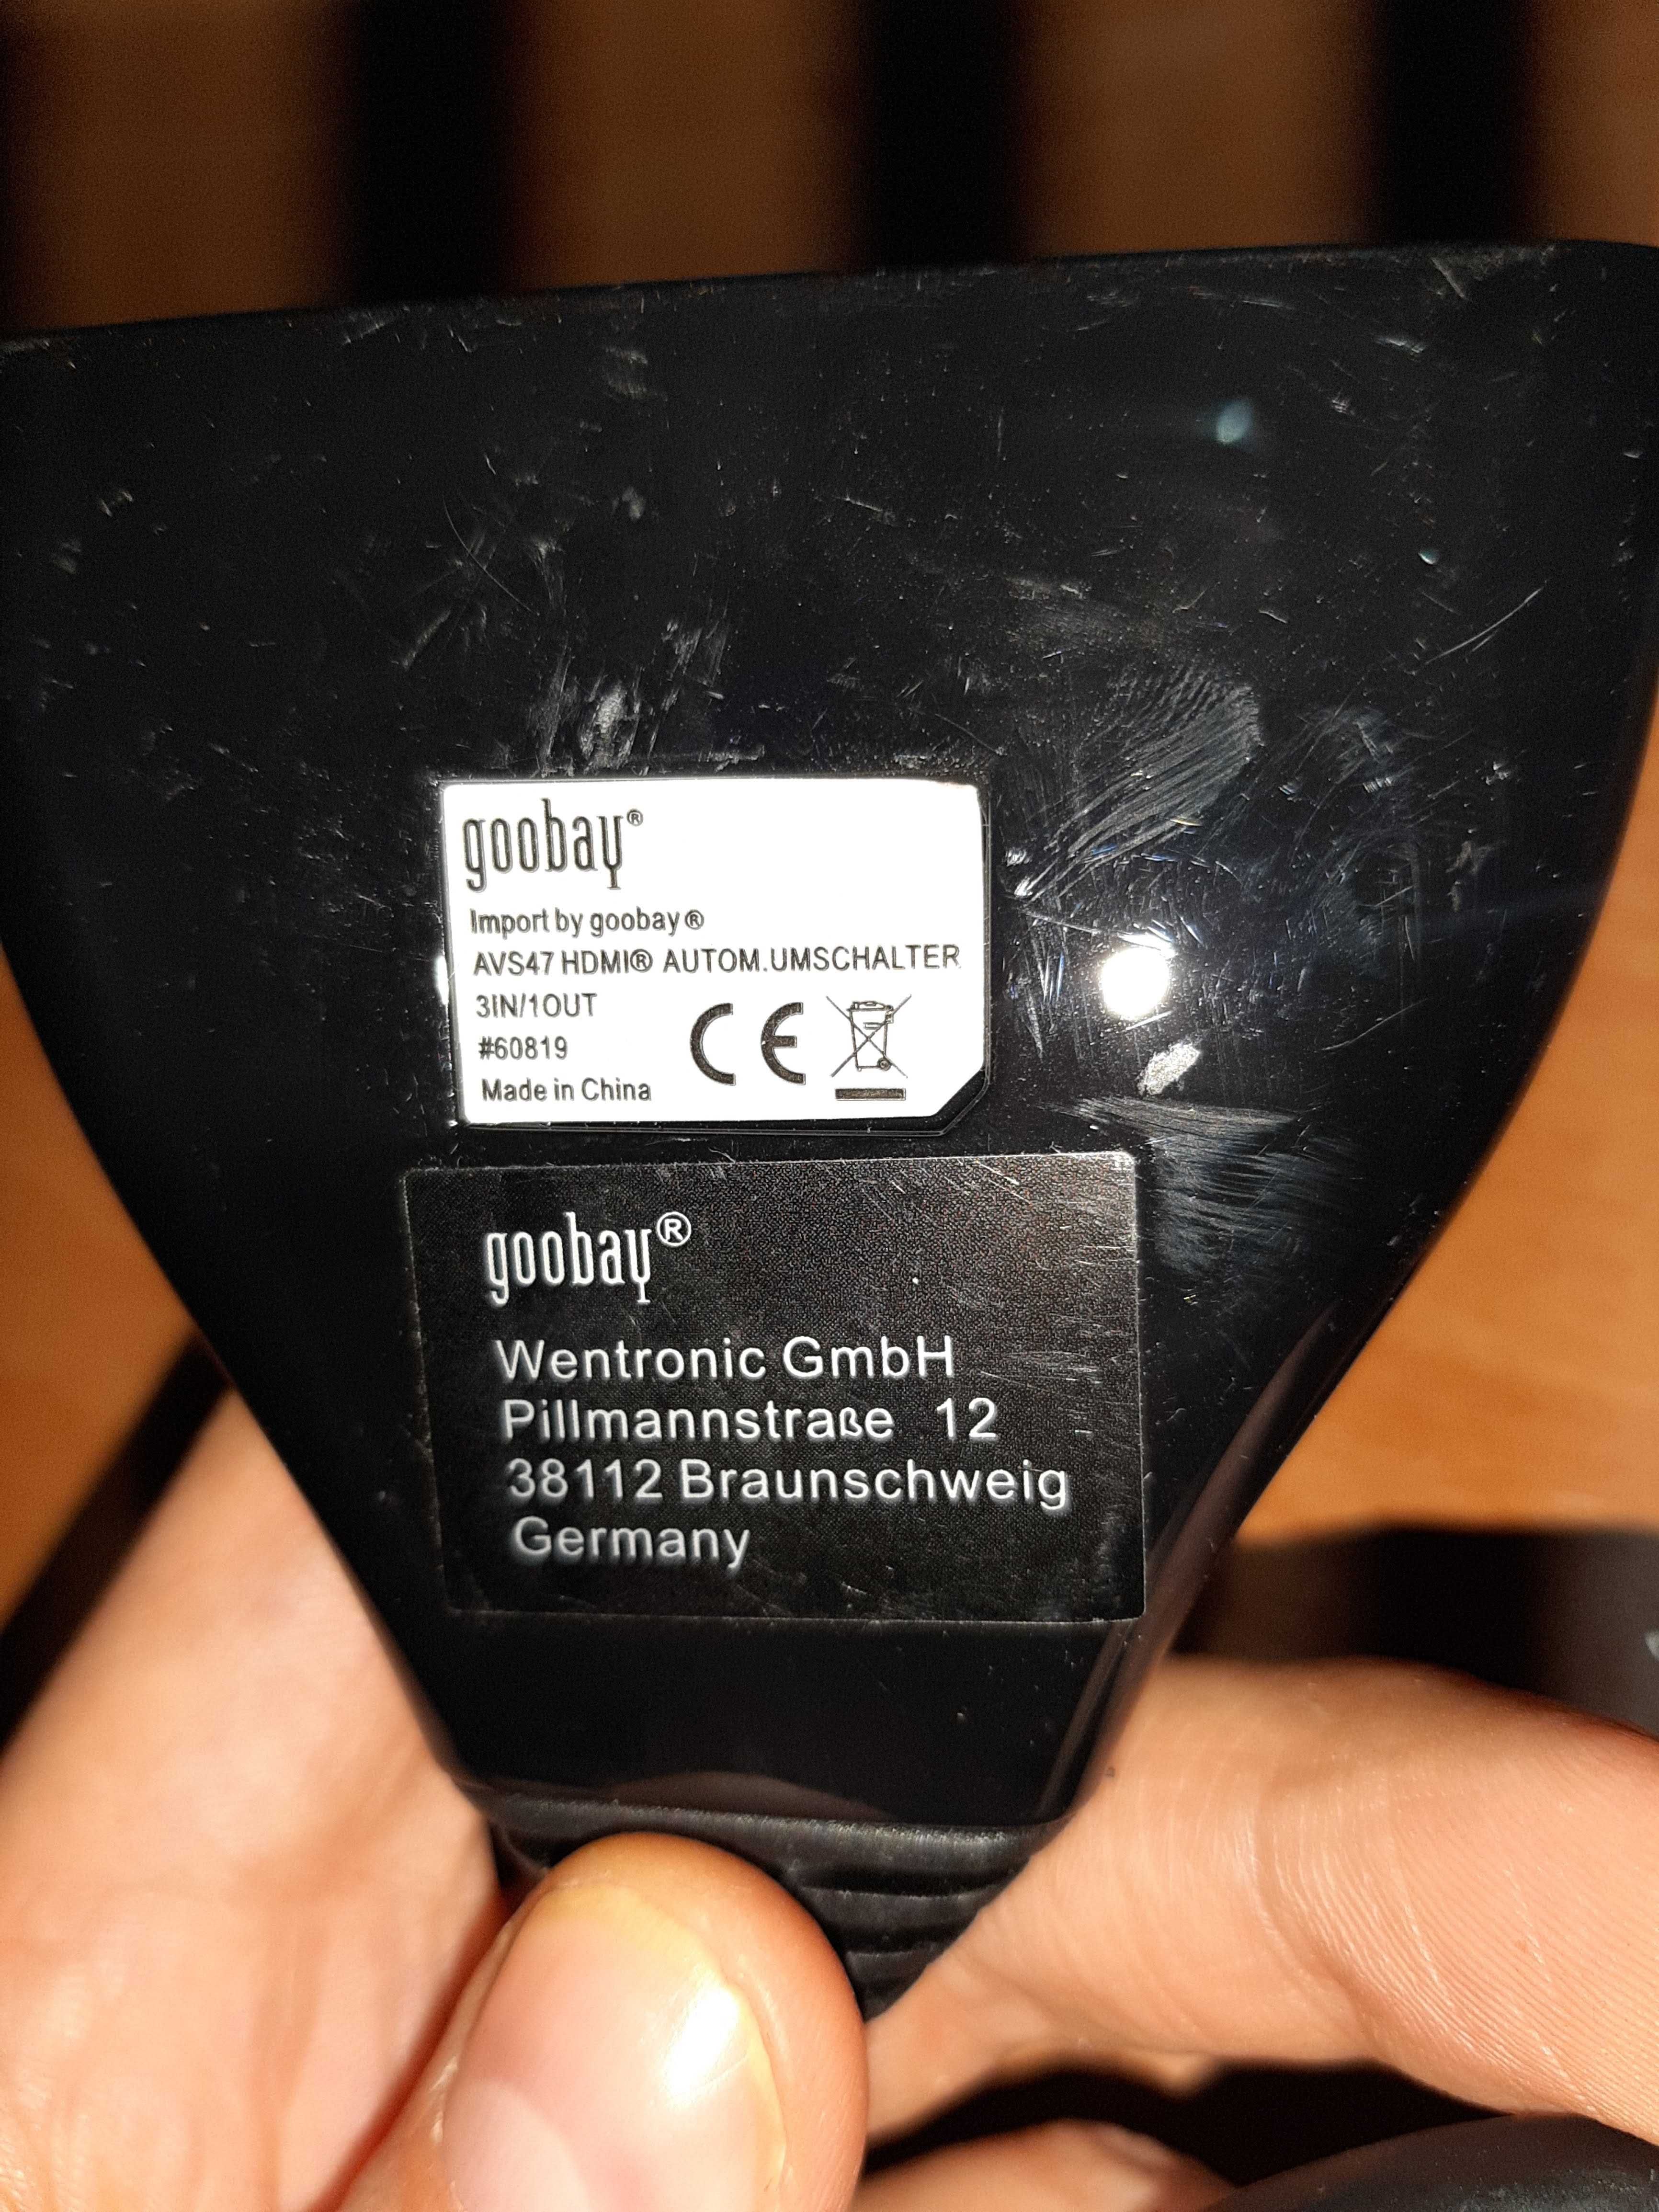 goobay®
Import by goobay®
AVS47 HDMI® AUTOM.UMSCHALTER
3IN/1OUT
#60819
Made in China
CE
goobay®
Wentronic GmbH
Pillmannstraße 12
38112 Braunschweig
Germany